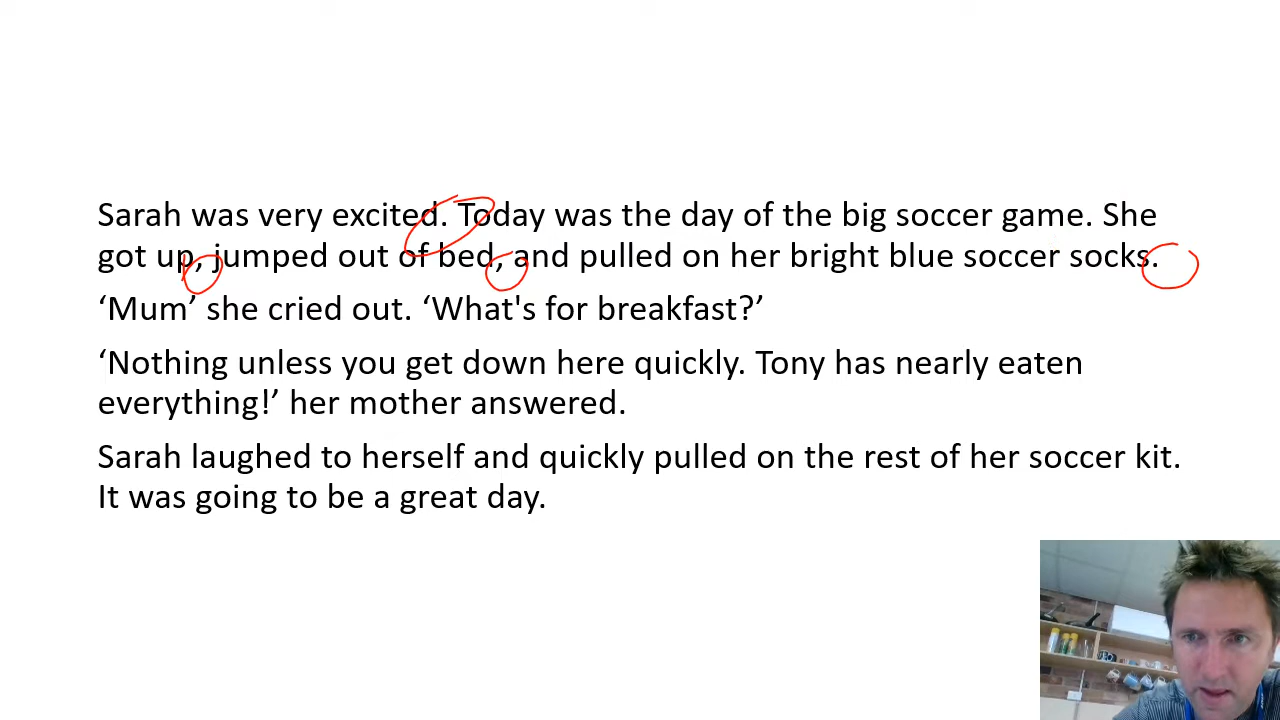 Sarah was very excited. Today was the day of the big soccer game. She
got up, jumped out of bed, and pulled on her bright blue soccer socks.
‘Mum’ she cried out. ‘What's for breakfast?’
‘Nothing unless you get down here quickly. Tony has nearly eaten
everything!’ her mother answered.
Sarah laughed to herself and quickly pulled on the rest of her soccer kit.
It was going to be a great day.